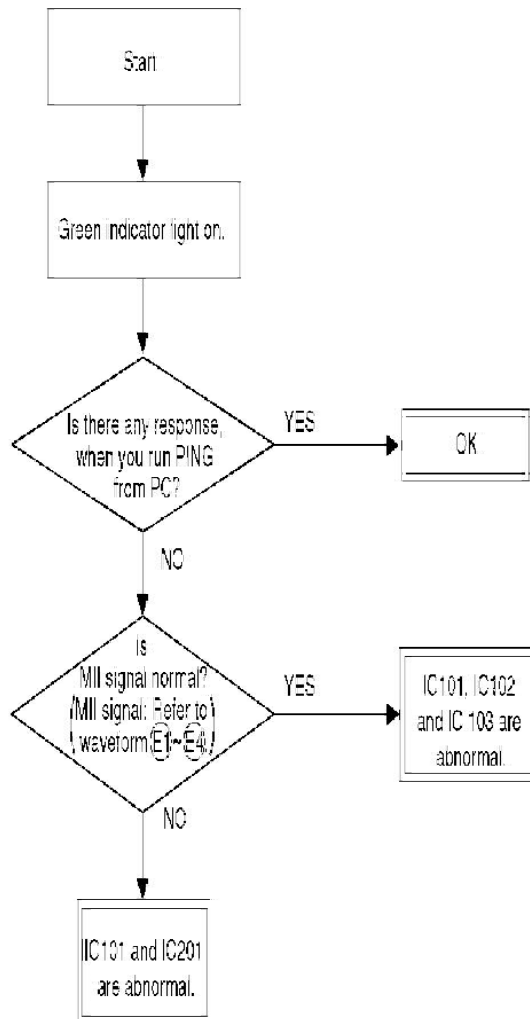 Start
Green indicator light on.
Is there any response,
when you run PING
from PC?
YES
OK
NO
Is
MII signal normal?
(MII signal: Refer to
waveform E1~E4)
YES
IC101, IC102
and IC 103 are
abnormal.
NO
IC101 and IC201
are abnormal.